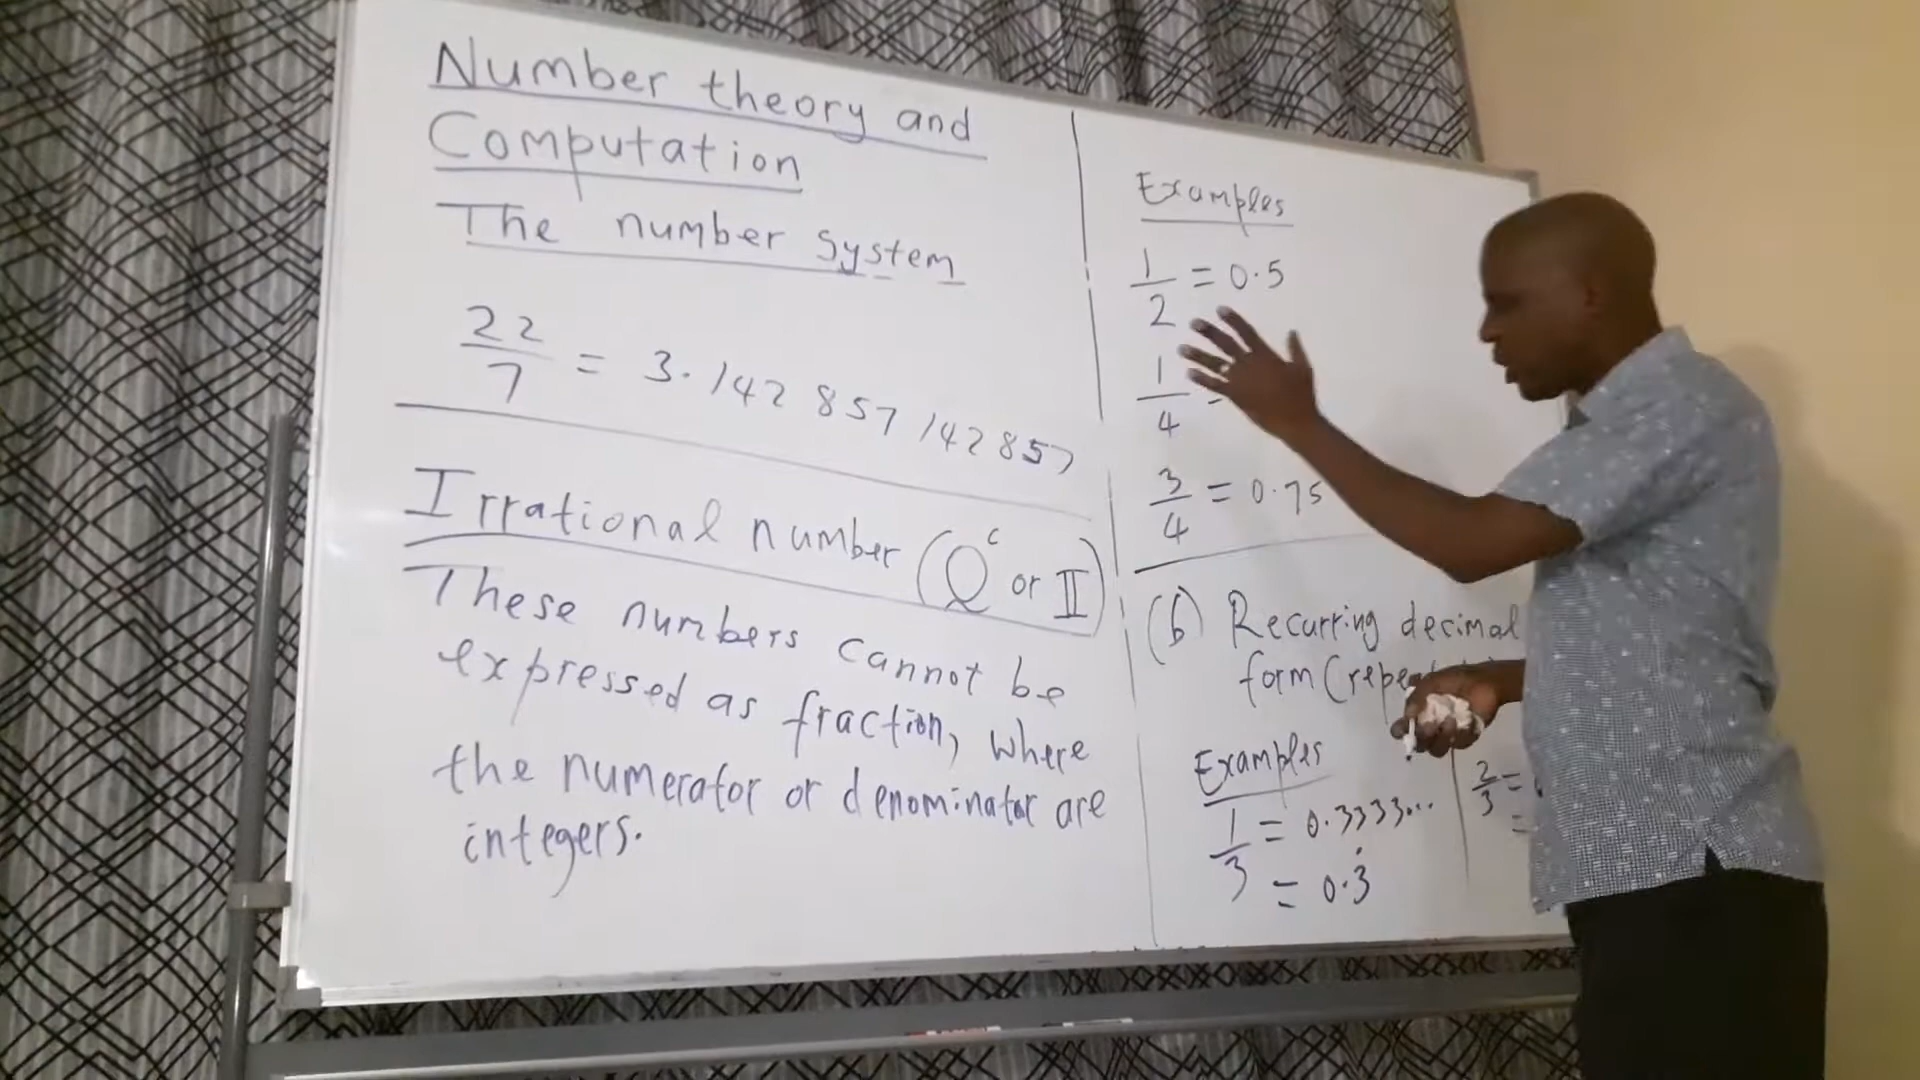 Number theory and
Computation
The number System
22/7 = 3.142 857 142857
Irrational number (Qᶜ or II)
These numbers cannot be
expressed as fraction, where
the numerator or denominator are
integers.
Examples
1/2 = 0.5
1/4 =
3/4 = 0.75
(b) Recurring decimal
form (
Examples
1/3 = 0.3333...
= 0.3̇
2/3 =
=